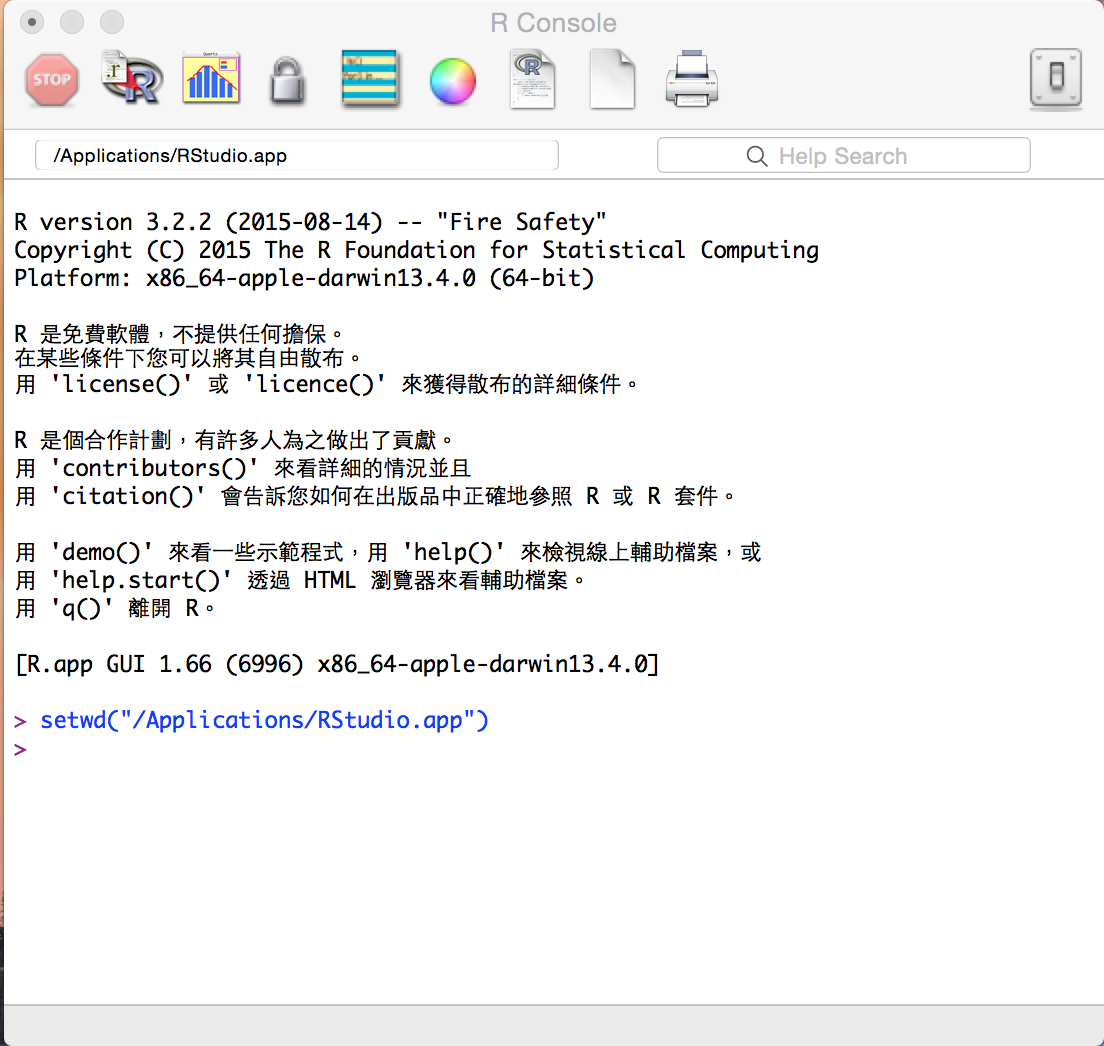 R Console
STOP
/Applications/RStudio.app
Help Search
R version 3.2.2 (2015-08-14) -- "Fire Safety"
Copyright (C) 2015 The R Foundation for Statistical Computing
Platform: x86_64-apple-darwin13.4.0 (64-bit)
R 是免費軟體，不提供任何擔保。
在某些條件下您可以將其自由散布。
用 'license()' 或 'licence()' 來獲得散布的詳細條件。
R 是個合作計劃，有許多人為之做出了貢獻。
用 'contributors()' 來看詳細的情況並且
用 'citation()' 會告訴您如何在出版品中正確地參照 R 或 R 套件。
用 'demo()' 來看一些示範程式，用 'help()' 來檢視線上輔助檔案，或
用 'help.start()' 透過 HTML 瀏覽器來看輔助檔案。
用 'q()' 離開 R。
[R.app GUI 1.66 (6996) x86_64-apple-darwin13.4.0]
> setwd("/Applications/RStudio.app")
>